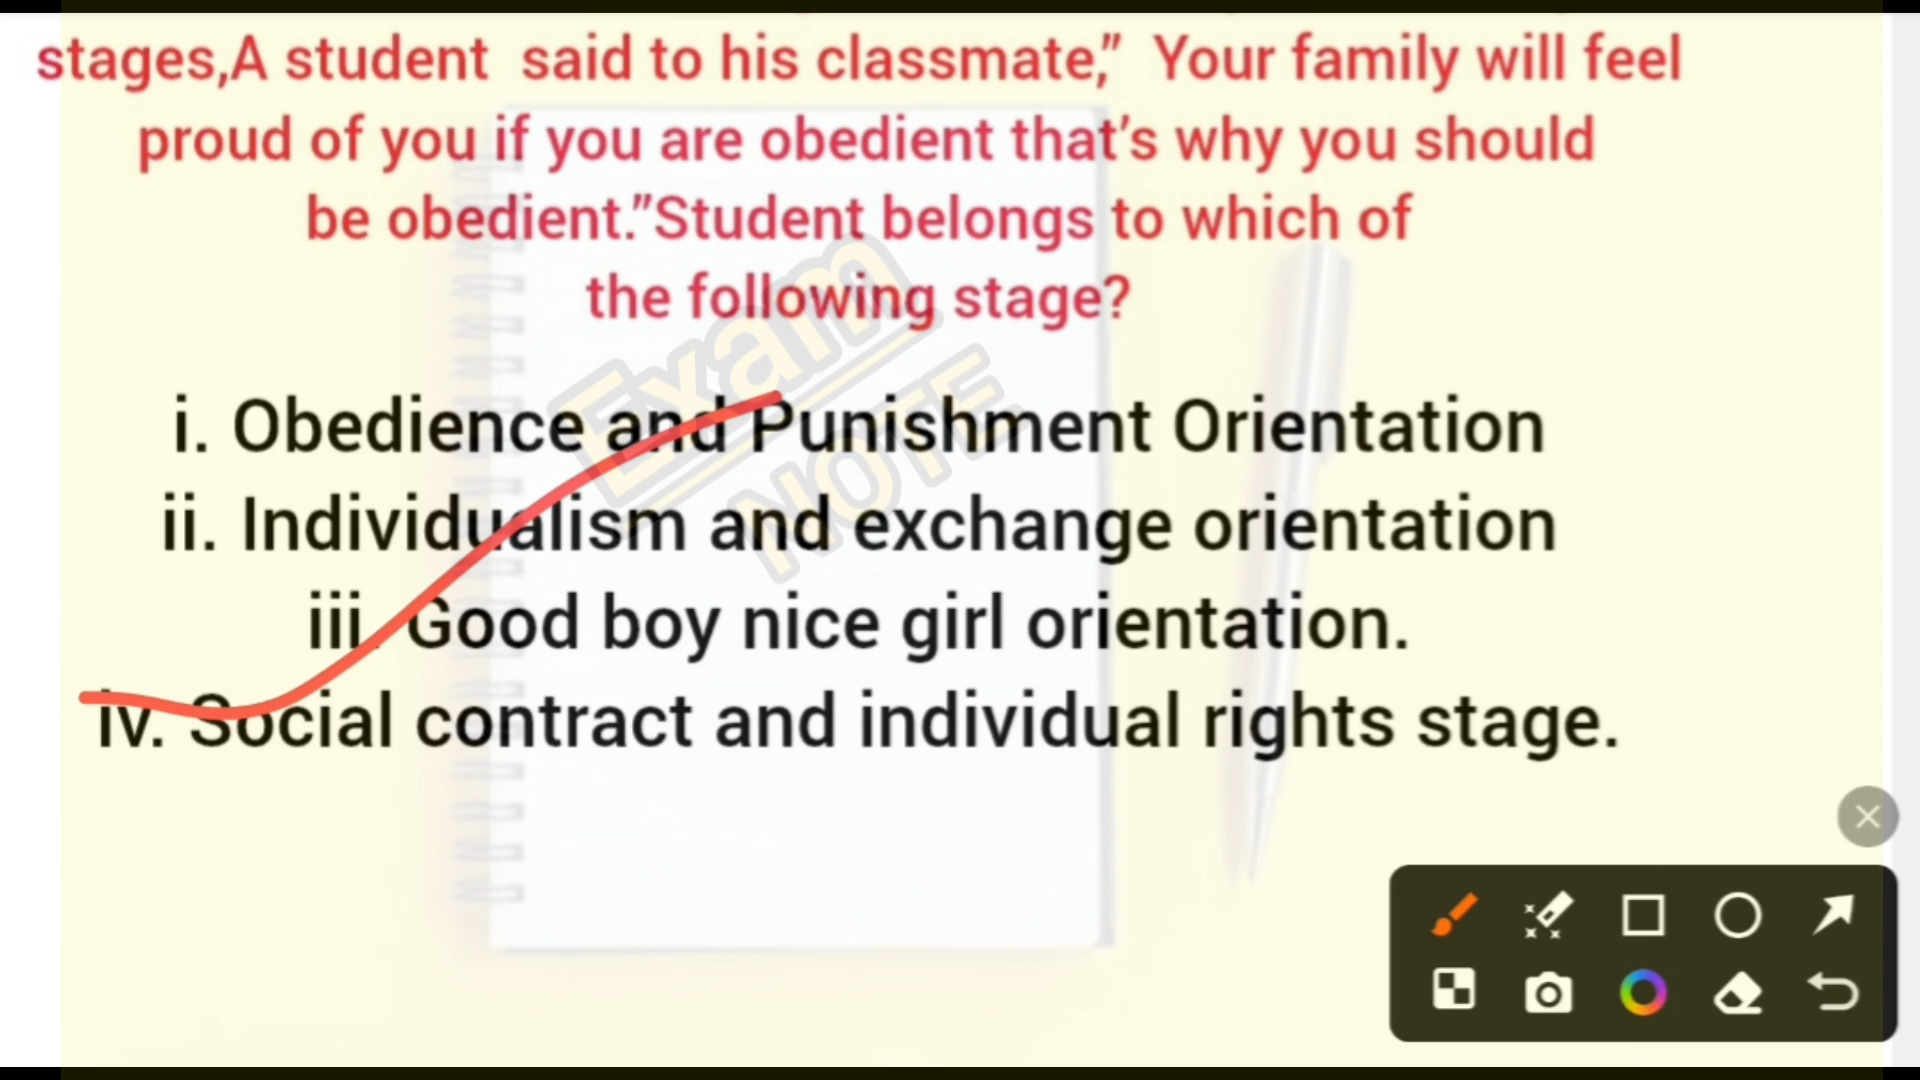 stages,A student said to his classmate,” Your family will feel
proud of you if you are obedient that’s why you should
be obedient.”Student belongs to which of
the following stage?
Exam
NOTE
i. Obedience and Punishment Orientation
ii. Individualism and exchange orientation
iii. Good boy nice girl orientation.
iv. Social contract and individual rights stage.